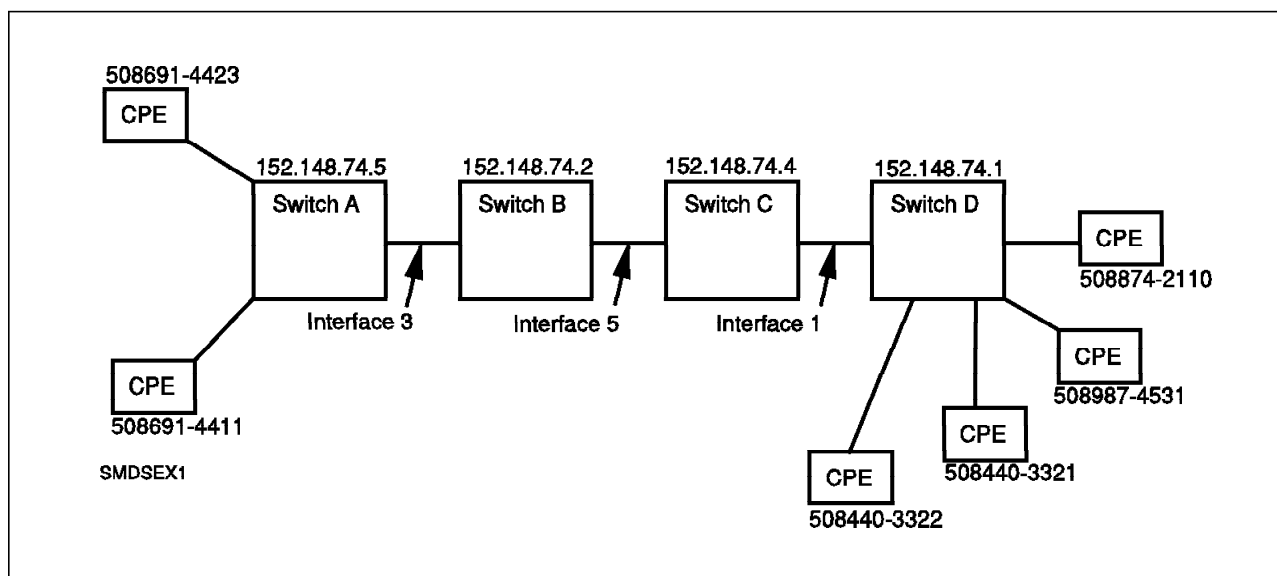 508691-4423
CPE
152.148.74.5
152.148.74.2
152.148.74.4
152.148.74.1
Switch A
Switch B
Switch C
Switch D
CPE
508874-2110
Interface 3
Interface 5
Interface 1
CPE
508987-4531
CPE
508691-4411
CPE
508440-3321
SMDSEX1
CPE
508440-3322